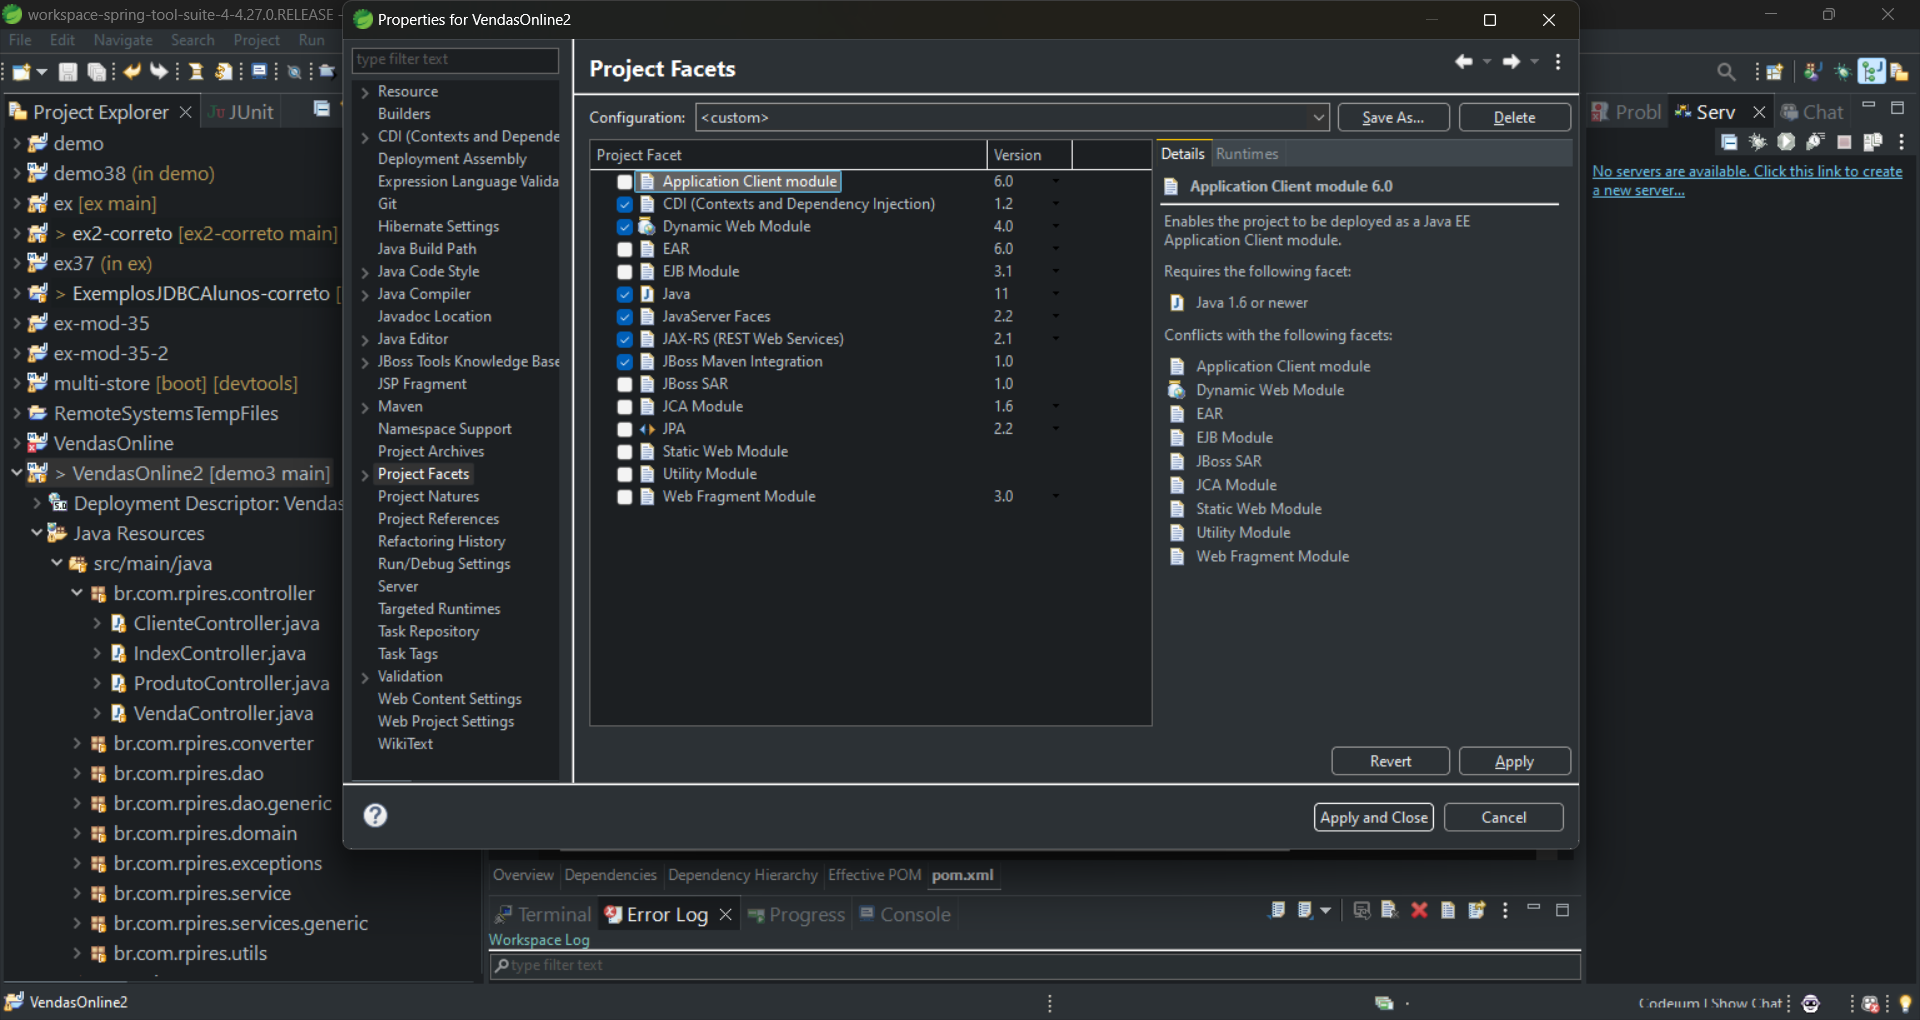 workspace-spring-tool-suite-4-4.27.0.RELEASE -
Properties for VendasOnline2
File Edit Navigate Search Project Run
type filter text
Project Explorer
JUnit
demo
demo38 (in demo)
ex [ex main]
> ex2-correto [ex2-correto main]
ex37 (in ex)
> ExemplosJDBCAlunos-correto [
ex-mod-35
ex-mod-35-2
multi-store [boot] [devtools]
RemoteSystemsTempFiles
VendasOnline
> VendasOnline2 [demo3 main]
Deployment Descriptor: Vendas
Java Resources
src/main/java
br.com.rpires.controller
ClienteController.java
IndexController.java
ProdutoController.java
VendaController.java
br.com.rpires.converter
br.com.rpires.dao
br.com.rpires.dao.generic
br.com.rpires.domain
br.com.rpires.exceptions
br.com.rpires.service
br.com.rpires.services.generic
br.com.rpires.utils
Resource
Builders
CDI (Contexts and Depende
Deployment Assembly
Expression Language Valida
Git
Hibernate Settings
Java Build Path
Java Code Style
Java Compiler
Javadoc Location
Java Editor
JBoss Tools Knowledge Base
JSP Fragment
Maven
Namespace Support
Project Archives
Project Facets
Project Natures
Project References
Refactoring History
Run/Debug Settings
Server
Targeted Runtimes
Task Repository
Task Tags
Validation
Web Content Settings
Web Project Settings
WikiText
Project Facets
Configuration: <custom> Save As... Delete
Project Facet Version
Application Client module 6.0
CDI (Contexts and Dependency Injection) 1.2
Dynamic Web Module 4.0
EAR 6.0
EJB Module 3.1
Java 11
JavaServer Faces 2.2
JAX-RS (REST Web Services) 2.1
JBoss Maven Integration 1.0
JBoss SAR 1.0
JCA Module 1.6
JPA 2.2
Static Web Module
Utility Module
Web Fragment Module 3.0
Details Runtimes
Application Client module 6.0
Enables the project to be deployed as a Java EE
Application Client module.
Requires the following facet:
Java 1.6 or newer
Conflicts with the following facets:
Application Client module
Dynamic Web Module
EAR
EJB Module
JBoss SAR
JCA Module
Static Web Module
Utility Module
Web Fragment Module
Revert Apply
Apply and Close Cancel
Probl Serv Chat
No servers are available. Click this link to create
a new server...
Overview Dependencies Dependency Hierarchy Effective POM pom.xml
Terminal Error Log Progress Console
Workspace Log
type filter text
VendasOnline2
Codeium | Show Chat